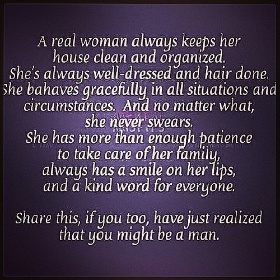 A real woman always keeps her
house clean and organized.
She's always well-dressed and hair done.
She bahaves gracefully in all situations and
circumstances. And no matter what,
she never swears.
She has more than enough patience
to take care of her family,
always has a smile on her lips,
and a kind word for everyone.
Share this, if you too, have just realized
that you might be a man.